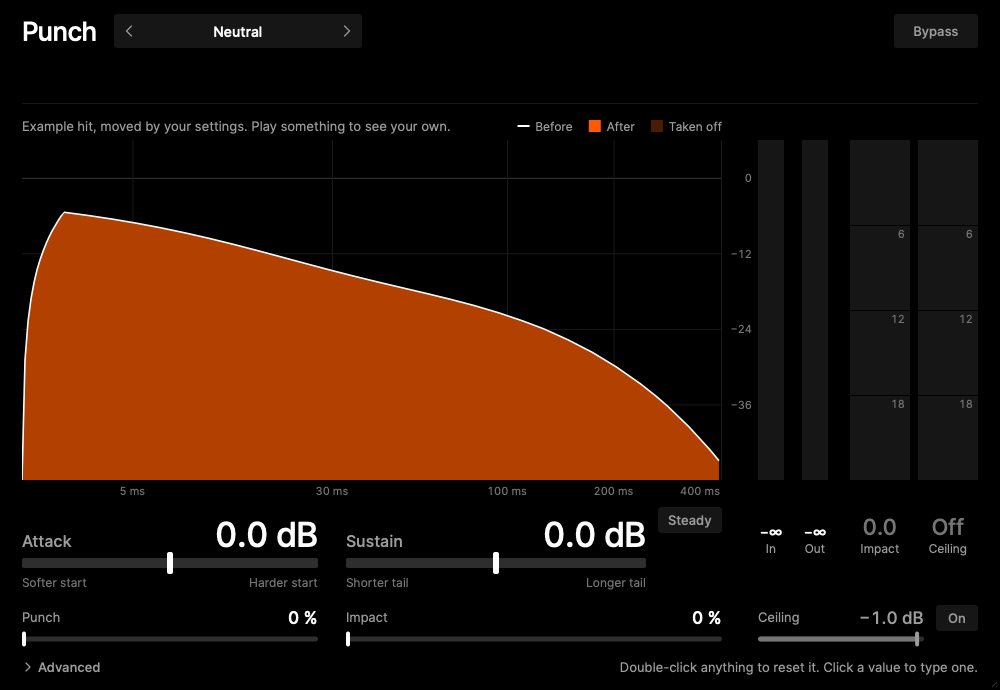 Punch
Neutral
Bypass
Example hit, moved by your settings. Play something to see your own.
Before
After
Taken off
0
−12
−24
−36
6
6
12
12
18
18
5 ms
30 ms
100 ms
200 ms
400 ms
Attack
0.0 dB
Sustain
0.0 dB
Steady
Softer start
Harder start
Shorter tail
Longer tail
−∞
In
−∞
Out
0.0
Impact
Off
Ceiling
Punch
0 %
Impact
0 %
Ceiling
−1.0 dB
On
Advanced
Double-click anything to reset it. Click a value to type one.